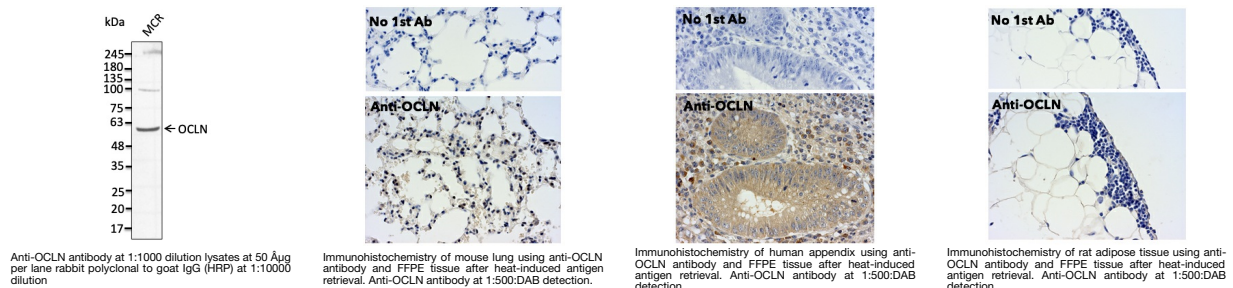 kDa
MCR
245
180
135
100
75
63
48
35
25
20
17
← OCLN
Anti-OCLN antibody at 1:1000 dilution lysates at 50 Âµg
per lane rabbit polyclonal to goat IgG (HRP) at 1:10000
dilution
No 1st Ab
Anti-OCLN
Immunohistochemistry of mouse lung using anti-OCLN
antibody and FFPE tissue after heat-induced antigen
retrieval. Anti-OCLN antibody at 1:500:DAB detection.
No 1st Ab
Anti-OCLN
Immunohistochemistry of human appendix using anti-
OCLN antibody and FFPE tissue after heat-induced
antigen retrieval. Anti-OCLN antibody at 1:500:DAB
detection.
No 1st Ab
Anti-OCLN
Immunohistochemistry of rat adipose tissue using anti-
OCLN antibody and FFPE tissue after heat-induced
antigen retrieval. Anti-OCLN antibody at 1:500:DAB
detection.